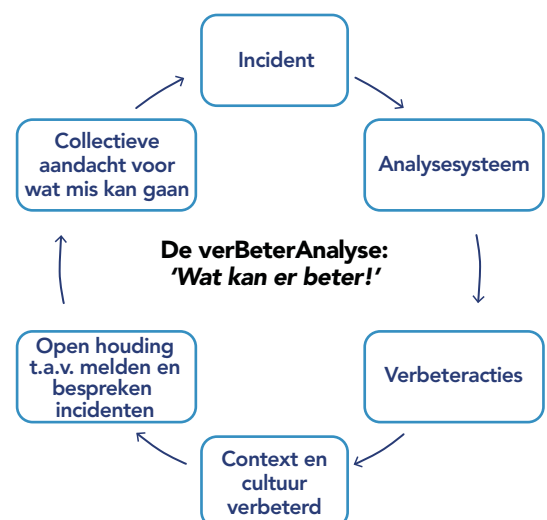 Incident
Analysesysteem
Verbeteracties
Context en
cultuur
verbeterd
Open houding
t.a.v. melden en
bespreken
incidenten
Collectieve
aandacht voor
wat mis kan gaan
De verBeterAnalyse:
‘Wat kan er beter!’